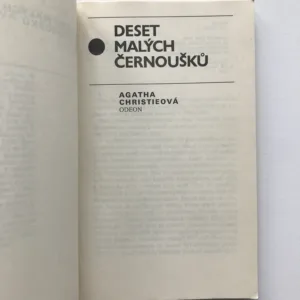 DESET
MALÝCH
ČERNOUŠKŮ
AGATHA
CHRISTIEOVÁ
ODEON